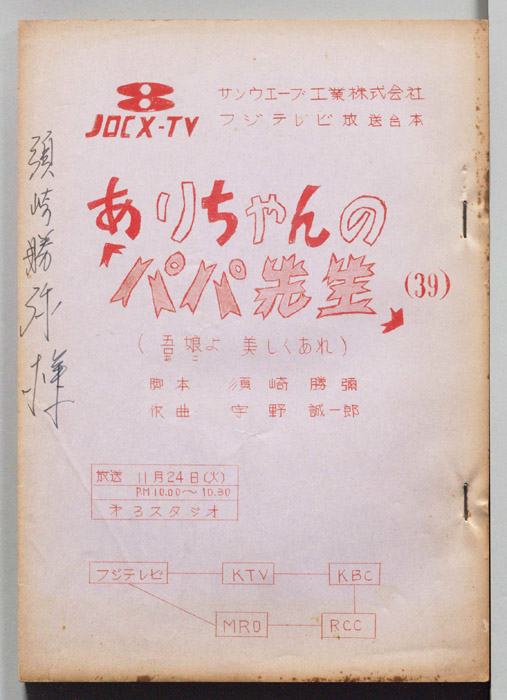 8
JOCX-TV
サンウエーブ工業株式会社
フジテレビ放送台本
ありちゃんの
"パパ先生" (39)
(吾娘よ 美しくあれ)
脚本 須崎勝彌
作曲 宇野誠一郎
放送 11月24日(火)
P.M 10.00〜10.30
オ3スタジオ
フジテレビ KTV KBC
MRO RCC
須崎勝弥様